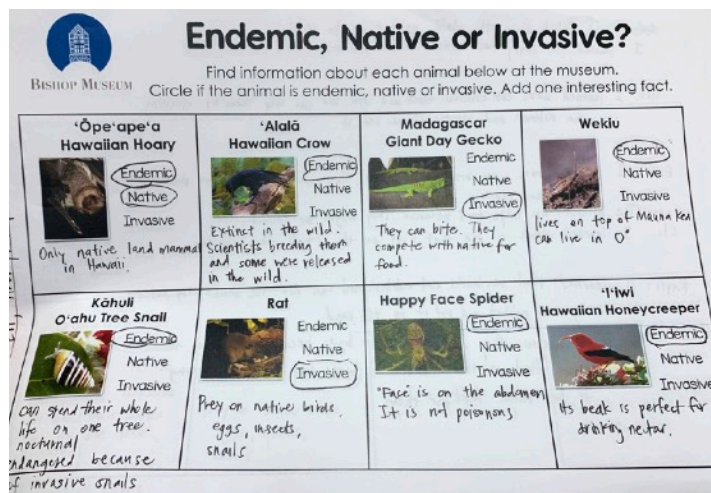 BISHOP MUSEUM
Endemic, Native or Invasive?
Find information about each animal below at the museum.
Circle if the animal is endemic, native or invasive. Add one interesting fact.
ʻŌpeʻapeʻa
Hawaiian Hoary
Endemic
Native
Invasive
Only native land mammal
in Hawaii.
ʻAlalā
Hawaiian Crow
Endemic
Native
Invasive
Extinct in the wild.
Scientists breeding them
and some were released
in the wild.
Madagascar
Giant Day Gecko
Endemic
Native
Invasive
They can bite. They
compete with native for
food.
Wekiu
Endemic
Native
Invasive
lives on top of Mauna Kea
can live in 0°
Kāhuli
Oʻahu Tree Snail
Endemic
Native
Invasive
Can spend their whole
life on one tree.
nocturnal
endangered because
of invasive snails
Rat
Endemic
Native
Invasive
Prey on native birds,
eggs, insects,
snails
Happy Face Spider
Endemic
Native
Invasive
"Face" is on the abdomen
It is not poisonous
ʻIʻiwi
Hawaiian Honeycreeper
Endemic
Native
Invasive
Its beak is perfect for
drinking nectar.